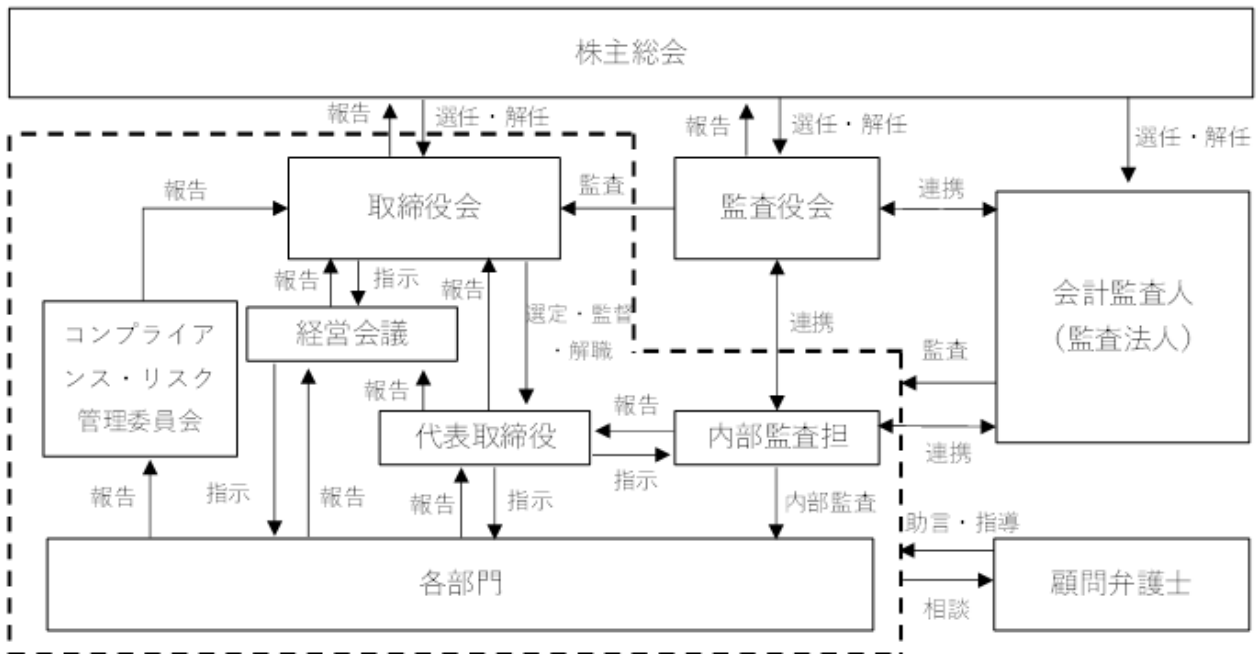 株主総会
報告
選任・解任
報告
選任・解任
選任・解任
報告
取締役会
監査
監査役会
連携
会計監査人
（監査法人）
報告
指示
報告
選定・監督
・解職
連携
コンプライア
ンス・リスク
管理委員会
経営会議
監査
報告
代表取締役
報告
指示
内部監査担
連携
報告
指示
報告
報告
指示
内部監査
助言・指導
各部門
顧問弁護士
相談